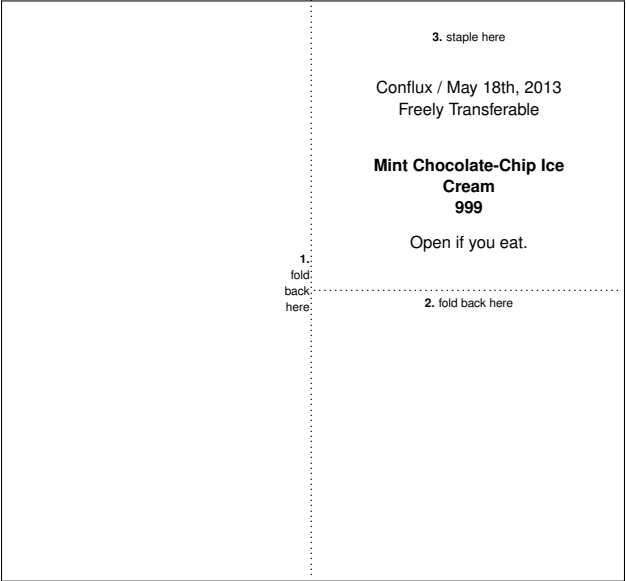 3. staple here
Conflux / May 18th, 2013
Freely Transferable
Mint Chocolate-Chip Ice
Cream
999
Open if you eat.
1.
fold
back
here
2. fold back here